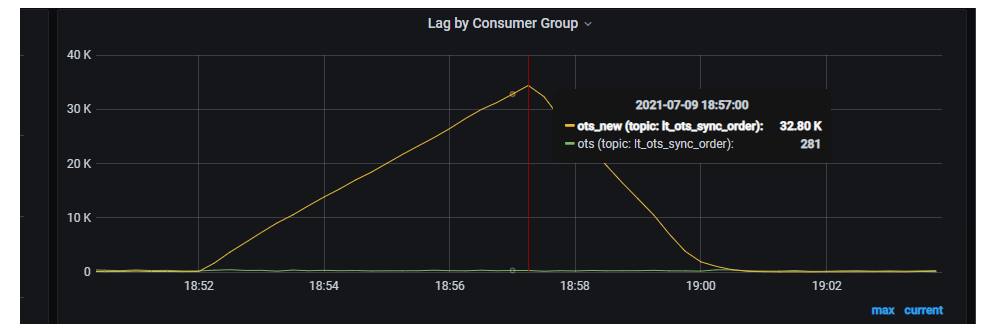 Lag by Consumer Group
40 K
30 K
20 K
10 K
0
2021-07-09 18:57:00
ots_new (topic: lt_ots_sync_order): 32.80 K
ots (topic: lt_ots_sync_order): 281
18:52 18:54 18:56 18:58 19:00 19:02
max current